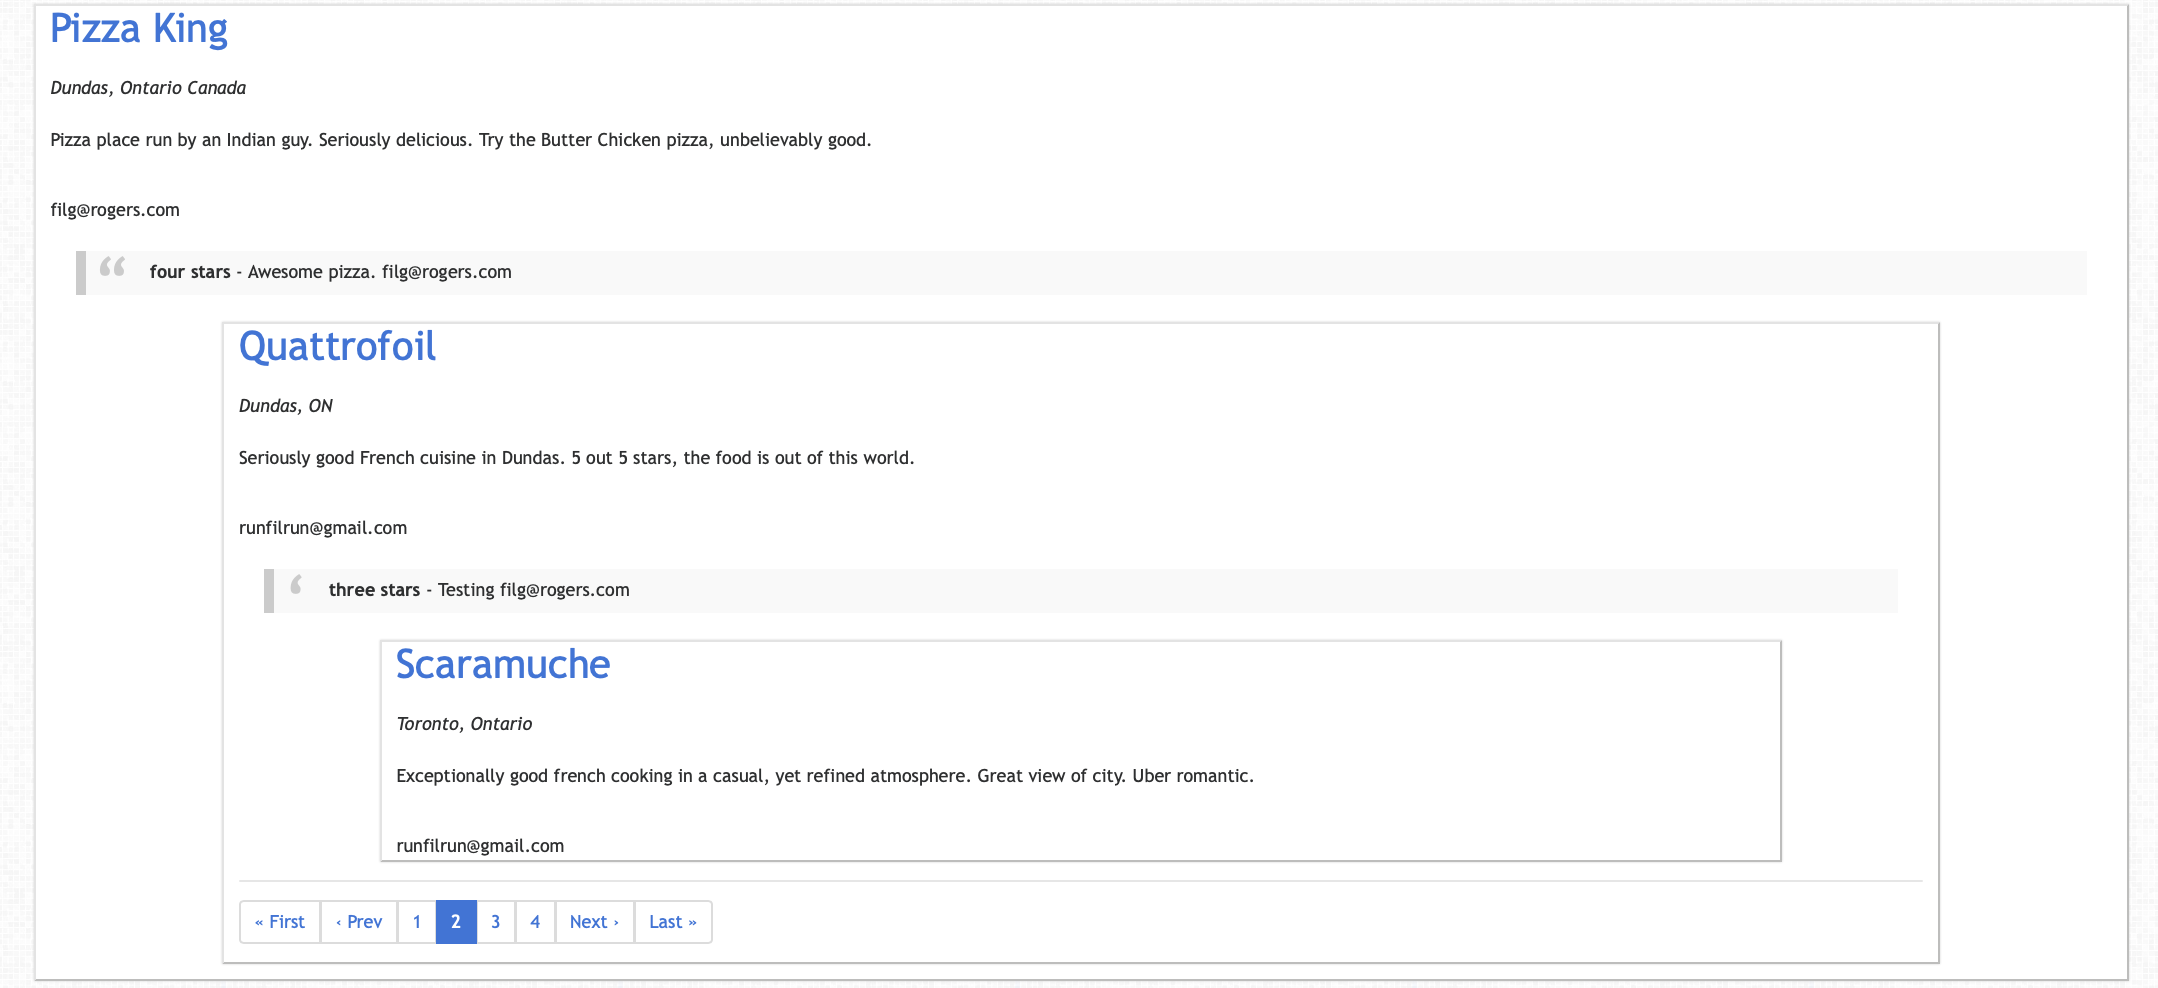 Pizza King
Dundas, Ontario Canada
Pizza place run by an Indian guy. Seriously delicious. Try the Butter Chicken pizza, unbelievably good.
filg@rogers.com
“ four stars - Awesome pizza. filg@rogers.com
Quattrofoil
Dundas, ON
Seriously good French cuisine in Dundas. 5 out 5 stars, the food is out of this world.
runfilrun@gmail.com
‘ three stars - Testing filg@rogers.com
Scaramuche
Toronto, Ontario
Exceptionally good french cooking in a casual, yet refined atmosphere. Great view of city. Uber romantic.
runfilrun@gmail.com
« First ‹ Prev 1 2 3 4 Next › Last »